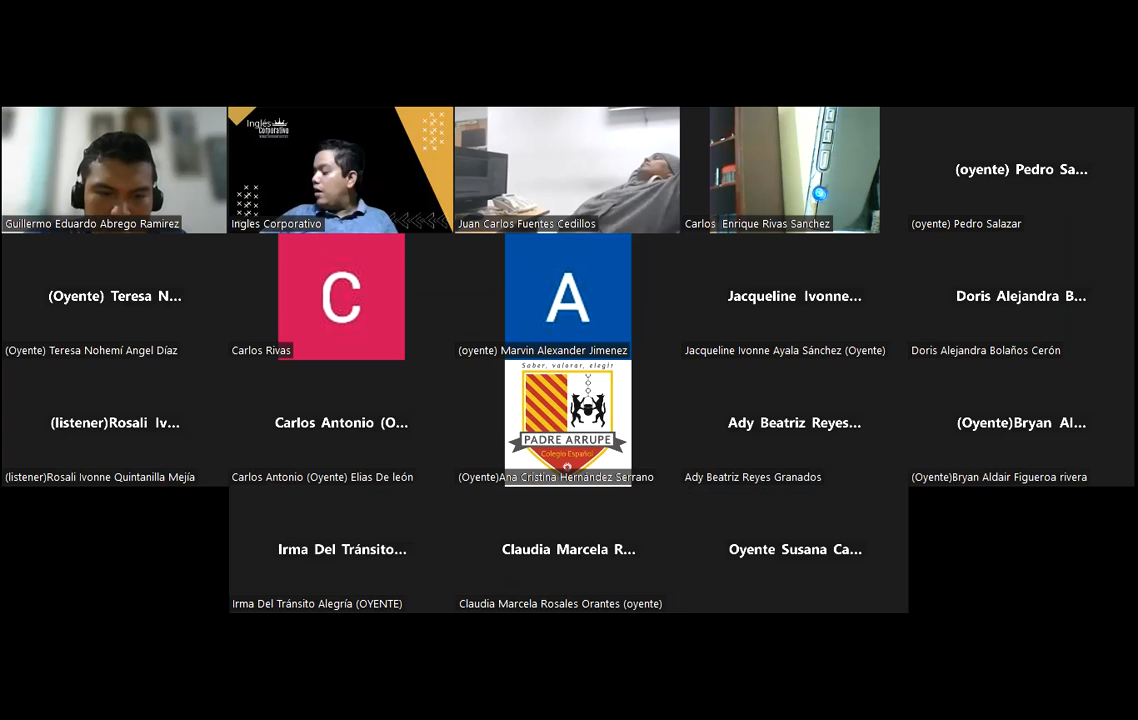 Inglés
Corporativo
Guillermo Eduardo Abrego Ramirez
Ingles Corporativo
Juan Carlos Fuentes Cedillos
Carlos Enrique Rivas Sanchez
(oyente) Pedro Sa...
(oyente) Pedro Salazar
(Oyente) Teresa N...
C
A
Jacqueline Ivonne...
Doris Alejandra B...
(Oyente) Teresa Nohemí Angel Díaz
Carlos Rivas
(oyente) Marvin Alexander Jimenez
Jacqueline Ivonne Ayala Sánchez (Oyente)
Doris Alejandra Bolaños Cerón
Saber, valorar, elegir
(listener)Rosali Iv...
Carlos Antonio (O...
PADRE ARRUPE
Colegio Español
Ady Beatriz Reyes...
(Oyente)Bryan Al...
(listener)Rosali Ivonne Quintanilla Mejía
Carlos Antonio (Oyente) Elias De león
(Oyente)Ana Cristina Hernández Serrano
Ady Beatriz Reyes Granados
(Oyente)Bryan Aldair Figueroa rivera
Irma Del Tránsito...
Claudia Marcela R...
Oyente Susana Ca...
Irma Del Tránsito Alegría (OYENTE)
Claudia Marcela Rosales Orantes (oyente)